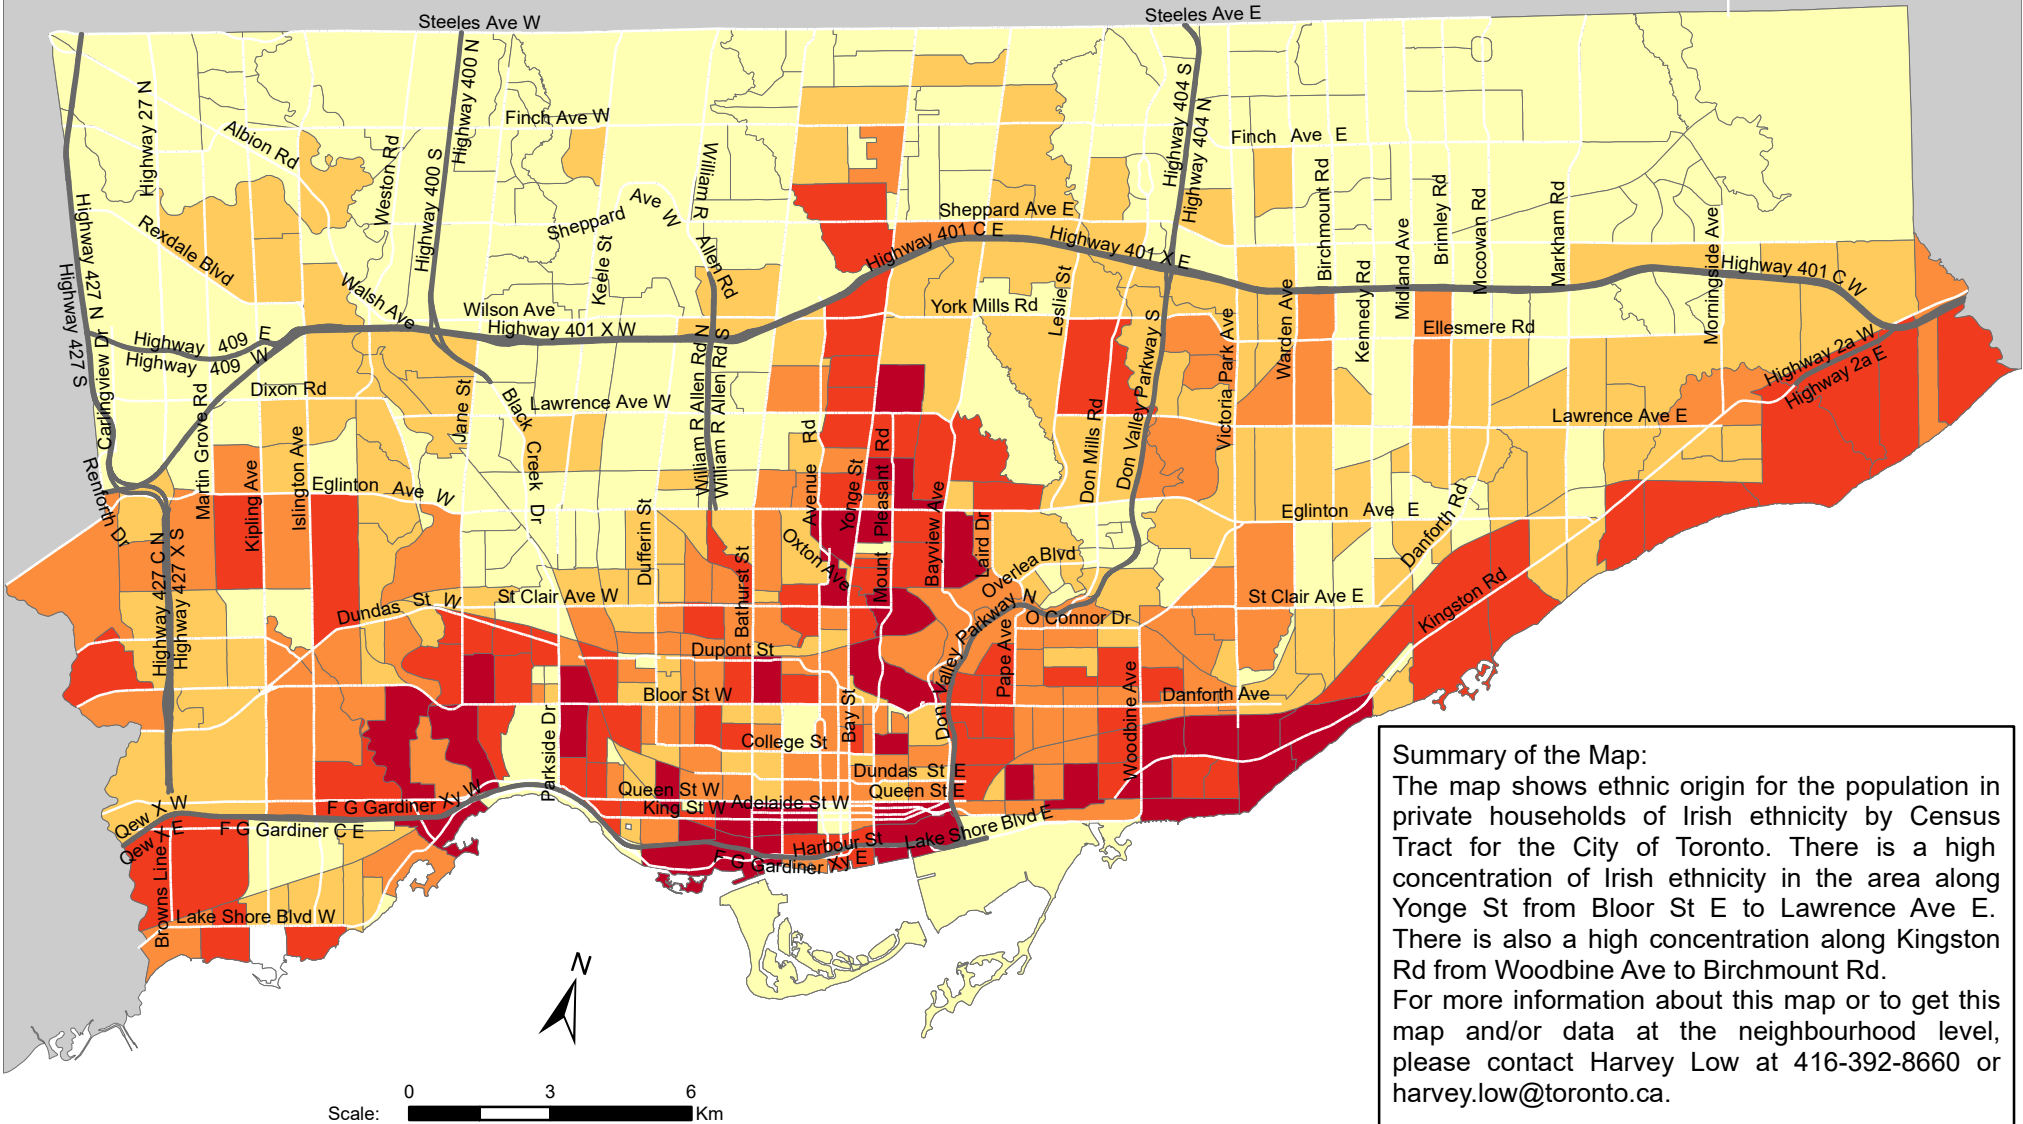 Steeles Ave W
Steeles Ave E
Highway 27 N
Albion Rd
Weston Rd
Highway 400 N
Highway 400 S
Finch Ave W
William R Allen Rd
Highway 404 S
Highway 404 N
Finch Ave E
Birchmount Rd
Brimley Rd
Mccowan Rd
Markham Rd
Midland Ave
Kennedy Rd
Morningside Ave
Sheppard Ave W
Keele St
Sheppard Ave E
Highway 401 C E
Highway 401 X E
Highway 401 C W
Highway 427 N
Highway 427 S
Rexdale Blvd
Walsh Ave
Wilson Ave
Highway 401 X W
York Mills Rd
Leslie St
Ellesmere Rd
Warden Ave
Victoria Park Ave
Highway 2a W
Highway 2a E
Highway 409 E
Highway 409 W
Carlingview Dr
Martin Grove Rd
Dixon Rd
Jane St
Black Creek Dr
Lawrence Ave W
William R Allen Rd N
William R Allen Rd S
Avenue Rd
Yonge St
Mount Pleasant Rd
Bayview Ave
Don Mills Rd
Don Valley Parkway S
Lawrence Ave E
Renforth Dr
Kipling Ave
Islington Ave
Eglinton Ave W
Dufferin St
Bathurst St
Oxton Ave
Laird Dr
Overlea Blvd
Eglinton Ave E
Danforth Rd
Highway 427 C N
Highway 427 X S
Dundas St W
St Clair Ave W
St Clair Ave E
Kingston Rd
Don Valley Parkway N
O Connor Dr
Pape Ave
Woodbine Ave
Dupont St
Bloor St W
Bay St
Danforth Ave
Parkside Dr
College St
Dundas St E
Queen St W
Queen St E
King St W
Adelaide St W
Qew X W
Qew X E
F G Gardiner Xy W
F G Gardiner C E
Harbour St
Lake Shore Blvd E
F G Gardiner Xy E
Browns Line
Lake Shore Blvd W
N
Scale:
0 3 6
Km
Summary of the Map:
The map shows ethnic origin for the population in
private households of Irish ethnicity by Census
Tract for the City of Toronto. There is a high
concentration of Irish ethnicity in the area along
Yonge St from Bloor St E to Lawrence Ave E.
There is also a high concentration along Kingston
Rd from Woodbine Ave to Birchmount Rd.
For more information about this map or to get this
map and/or data at the neighbourhood level,
please contact Harvey Low at 416-392-8660 or
harvey.low@toronto.ca.